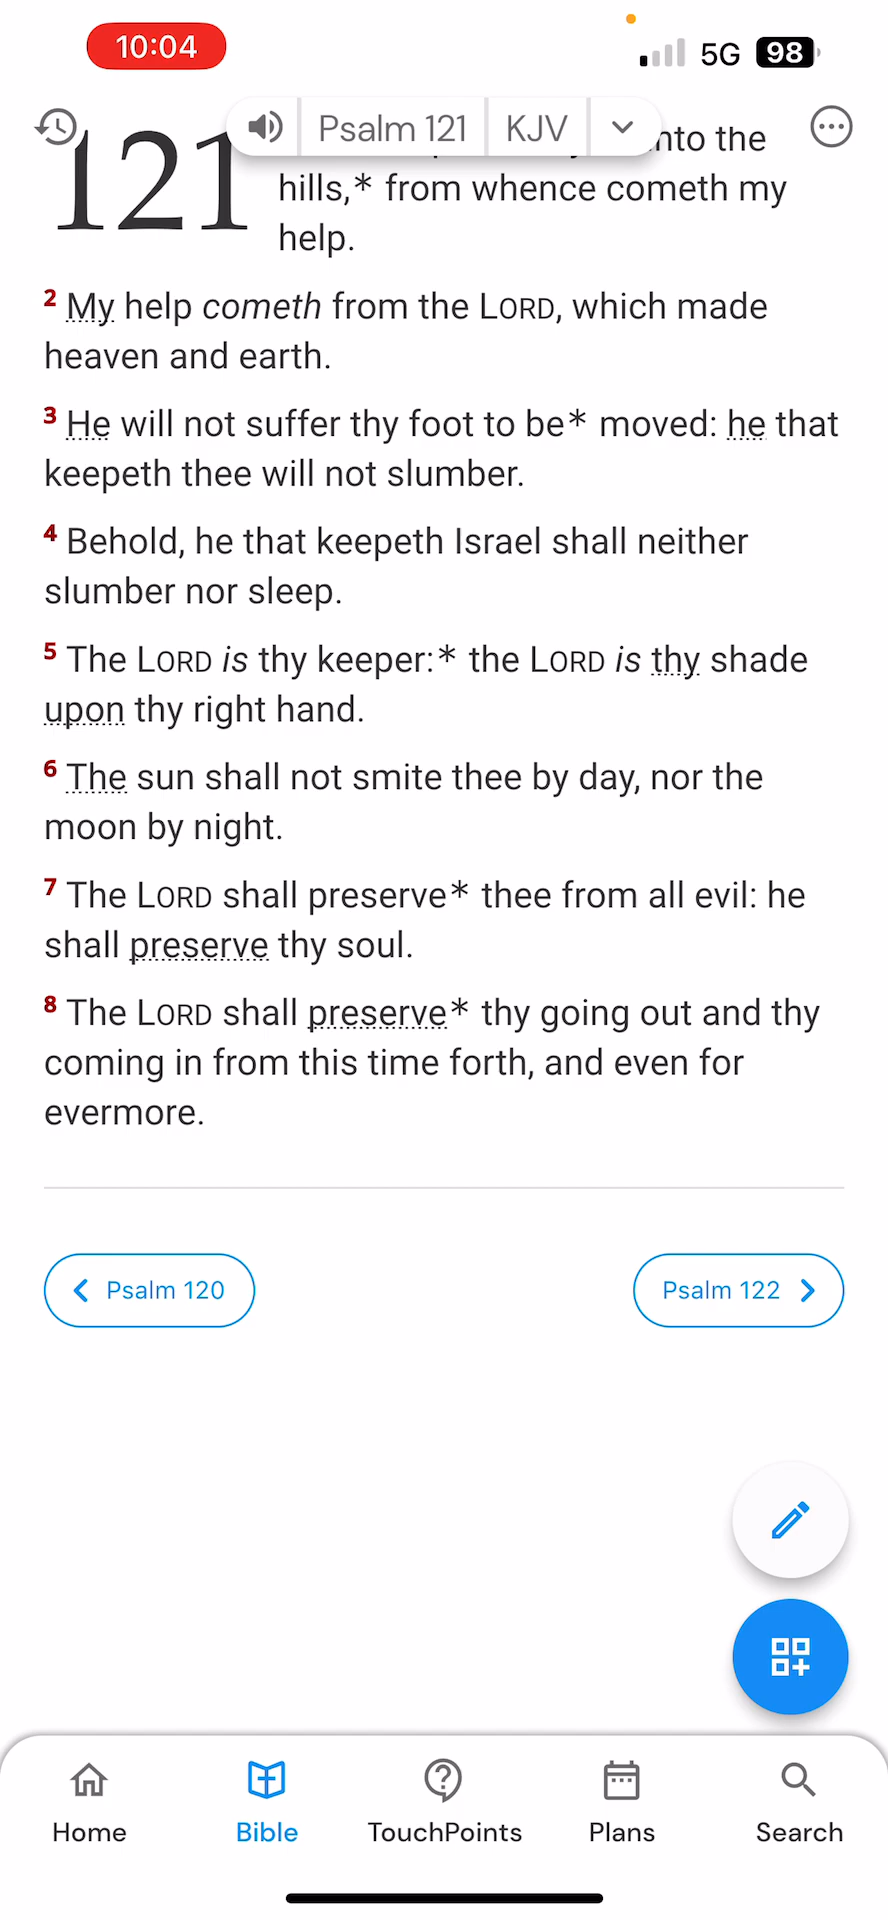 10:04
5G 98
Psalm 121 KJV
121
nto the
hills,* from whence cometh my
help.
2 My help cometh from the LORD, which made
heaven and earth.
3 He will not suffer thy foot to be* moved: he that
keepeth thee will not slumber.
4 Behold, he that keepeth Israel shall neither
slumber nor sleep.
5 The LORD is thy keeper:* the LORD is thy shade
upon thy right hand.
6 The sun shall not smite thee by day, nor the
moon by night.
7 The LORD shall preserve* thee from all evil: he
shall preserve thy soul.
8 The LORD shall preserve* thy going out and thy
coming in from this time forth, and even for
evermore.
Psalm 120
Psalm 122
Home Bible TouchPoints Plans Search